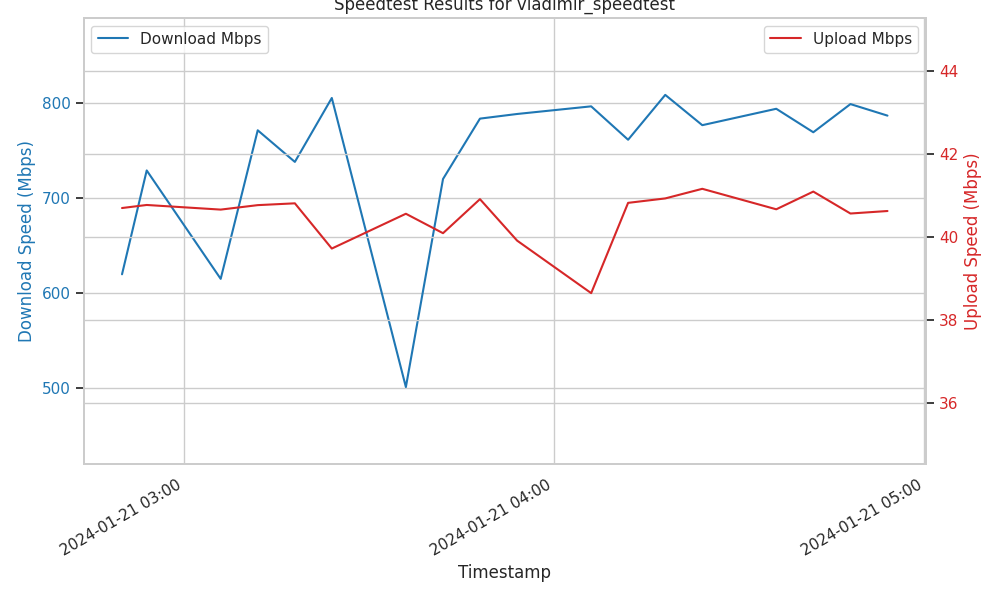 Speedtest Results for vladimir_speedtest
Download Mbps
Upload Mbps
800
700
600
500
44
42
40
38
36
Download Speed (Mbps)
Upload Speed (Mbps)
2024-01-21 03:00
2024-01-21 04:00
2024-01-21 05:00
Timestamp